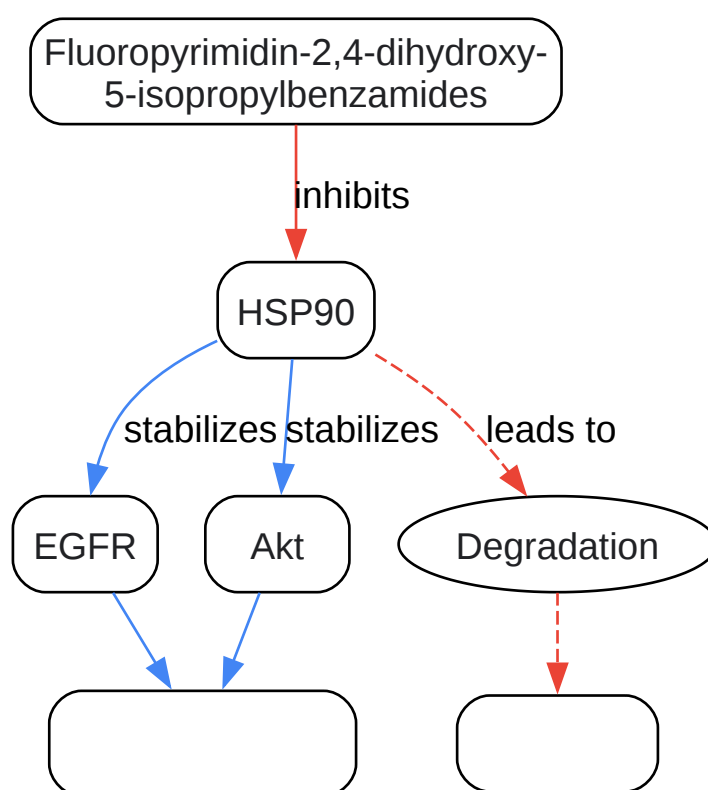 Fluoropyrimidin-2,4-dihydroxy-
5-isopropylbenzamides
inhibits
HSP90
stabilizes
stabilizes
leads to
EGFR
Akt
Degradation